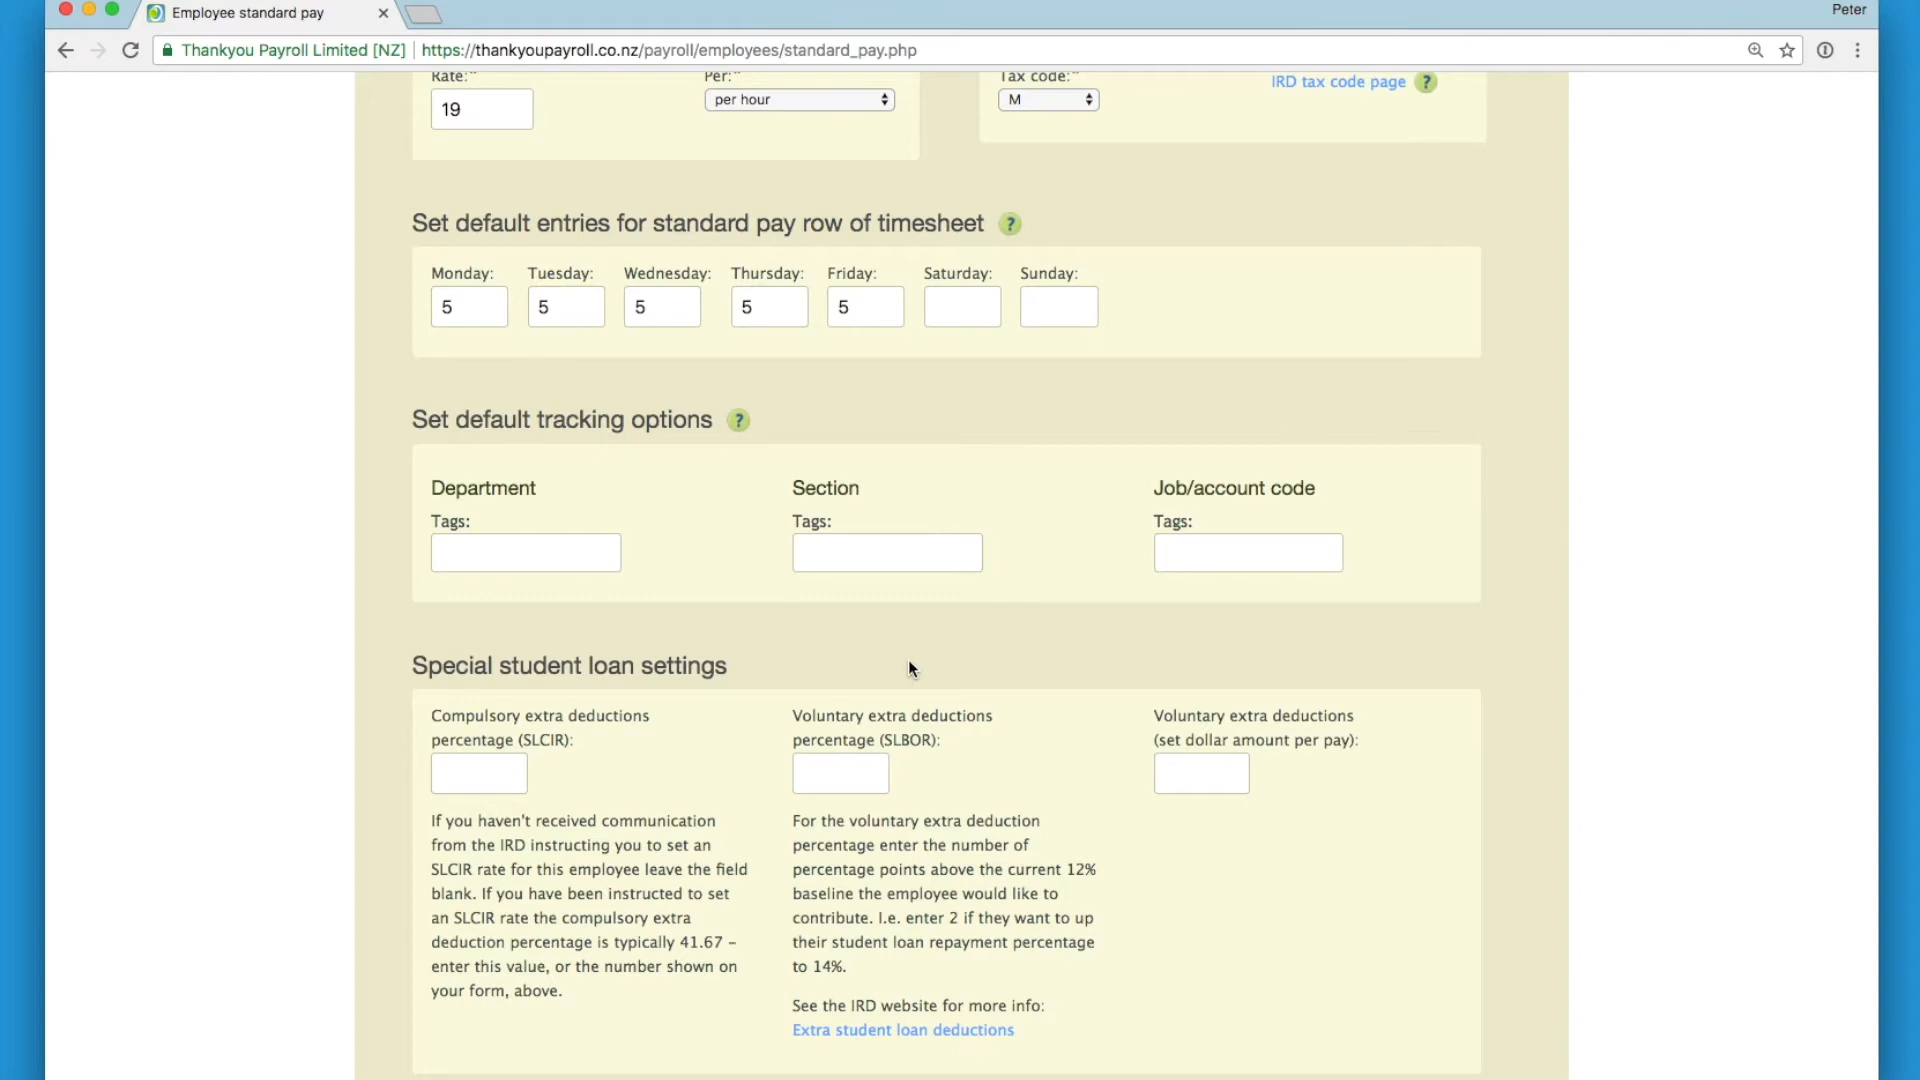 Employee standard pay
Peter
Thankyou Payroll Limited [NZ] https://thankyoupayroll.co.nz/payroll/employees/standard_pay.php
Rate:* Per:* Tax code:* IRD tax code page ?
19 per hour M
Set default entries for standard pay row of timesheet ?
Monday: Tuesday: Wednesday: Thursday: Friday: Saturday: Sunday:
5 5 5 5 5
Set default tracking options ?
Department Section Job/account code
Tags: Tags: Tags:
Special student loan settings
Compulsory extra deductions
percentage (SLCIR):
If you haven't received communication
from the IRD instructing you to set an
SLCIR rate for this employee leave the field
blank. If you have been instructed to set
an SLCIR rate the compulsory extra
deduction percentage is typically 41.67 –
enter this value, or the number shown on
your form, above.
Voluntary extra deductions
percentage (SLBOR):
For the voluntary extra deduction
percentage enter the number of
percentage points above the current 12%
baseline the employee would like to
contribute. I.e. enter 2 if they want to up
their student loan repayment percentage
to 14%.
See the IRD website for more info:
Extra student loan deductions
Voluntary extra deductions
(set dollar amount per pay):